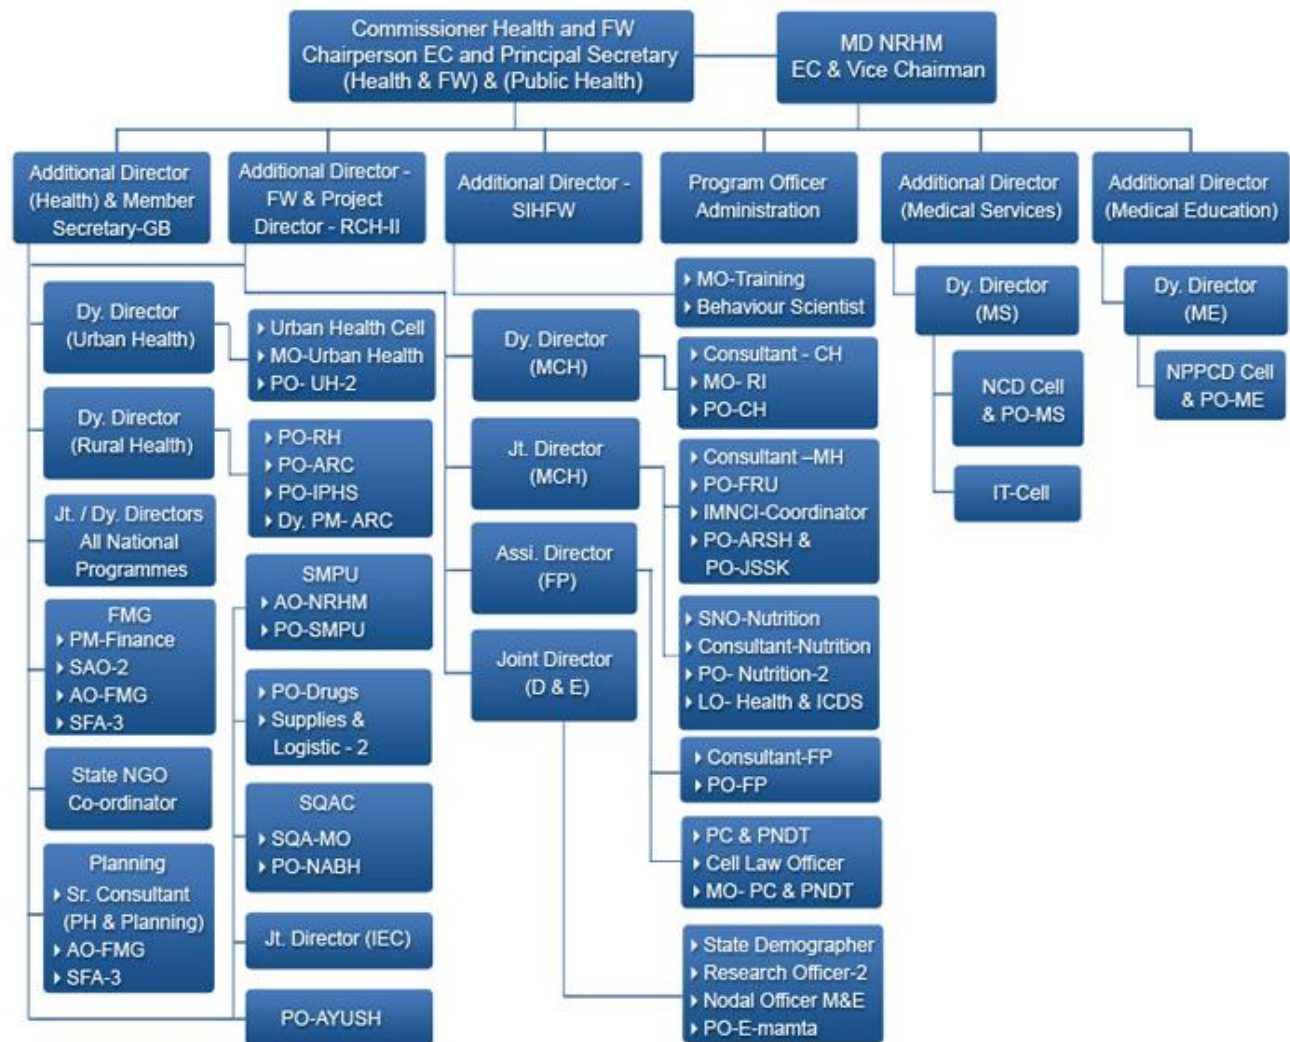 Commissioner Health and FW
Chairperson EC and Principal Secretary
(Health & FW) & (Public Health)
MD NRHM
EC & Vice Chairman
Additional Director
(Health) & Member
Secretary-GB
Additional Director -
FW & Project
Director - RCH-II
Additional Director -
SIHFW
Program Officer
Administration
Additional Director
(Medical Services)
Additional Director
(Medical Education)
Dy. Director
(Urban Health)
Dy. Director
(Rural Health)
Jt. / Dy. Directors
All National
Programmes
FMG
PM-Finance
SAO-2
AO-FMG
SFA-3
State NGO
Co-ordinator
Planning
Sr. Consultant
(PH & Planning)
AO-FMG
SFA-3
Urban Health Cell
MO-Urban Health
PO- UH-2
PO-RH
PO-ARC
PO-IPHS
Dy. PM- ARC
SMPU
AO-NRHM
PO-SMPU
PO-Drugs
Supplies &
Logistic - 2
SQAC
SQA-MO
PO-NABH
Jt. Director (IEC)
PO-AYUSH
Dy. Director
(MCH)
Jt. Director
(MCH)
Assi. Director
(FP)
Joint Director
(D & E)
MO-Training
Behaviour Scientist
Consultant - CH
MO- RI
PO-CH
Consultant –MH
PO-FRU
IMNCI-Coordinator
PO-ARSH &
PO-JSSK
SNO-Nutrition
Consultant-Nutrition
PO- Nutrition-2
LO- Health & ICDS
Consultant-FP
PO-FP
PC & PNDT
Cell Law Officer
MO- PC & PNDT
State Demographer
Research Officer-2
Nodal Officer M&E
PO-E-mamta
Dy. Director
(MS)
NCD Cell
& PO-MS
IT-Cell
Dy. Director
(ME)
NPPCD Cell
& PO-ME